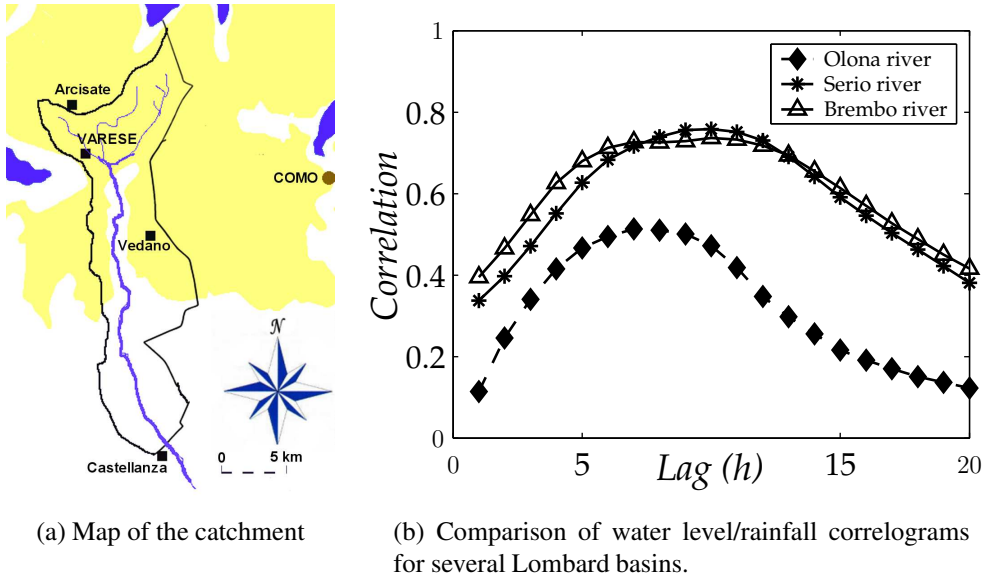 Arcisate
VARESE
COMO
Vedano
N
0 5 km
Castellanza
(a) Map of the catchment
Correlation
1
0.8
0.6
0.4
0.2
0
0 5 15 20
Lag (h)
Olona river
Serio river
Brembo river
(b) Comparison of water level/rainfall correlograms
for several Lombard basins.